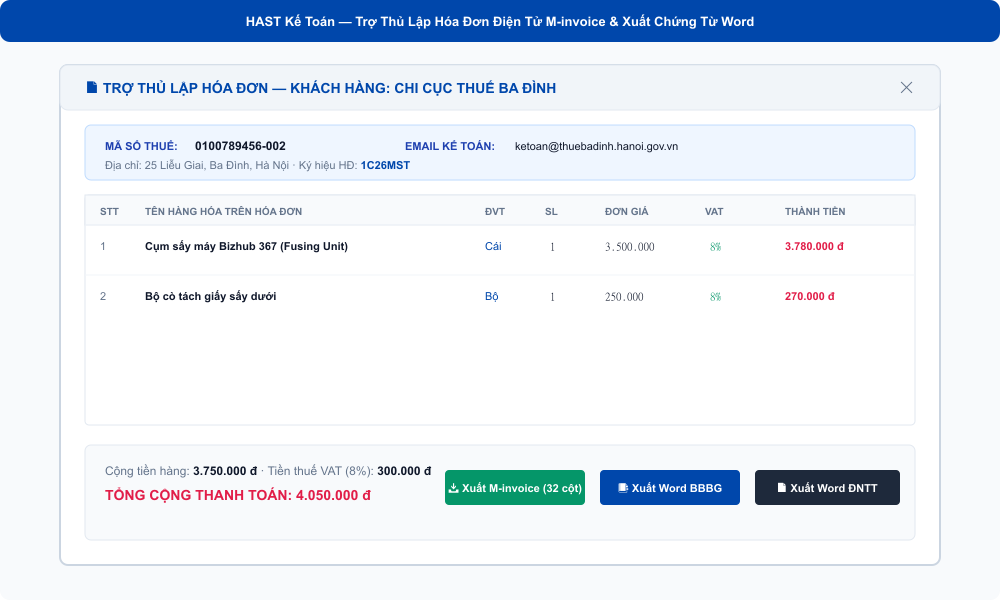 HAST Kế Toán — Trợ Thủ Lập Hóa Đơn Điện Tử M-invoice & Xuất Chứng Từ Word
TRỢ THỦ LẬP HÓA ĐƠN — KHÁCH HÀNG: CHI CỤC THUẾ BA ĐÌNH
MÃ SỐ THUẾ: 0100789456-002 EMAIL KẾ TOÁN: ketoan@thuebadinh.hanoi.gov.vn
Địa chỉ: 25 Liễu Giai, Ba Đình, Hà Nội · Ký hiệu HĐ: 1C26MST
STT TÊN HÀNG HÓA TRÊN HÓA ĐƠN ĐVT SL ĐƠN GIÁ VAT THÀNH TIỀN
1 Cụm sấy máy Bizhub 367 (Fusing Unit) Cái 1 3.500.000 8% 3.780.000 đ
2 Bộ cò tách giấy sấy dưới Bộ 1 250.000 8% 270.000 đ
Cộng tiền hàng: 3.750.000 đ · Tiền thuế VAT (8%): 300.000 đ
TỔNG CỘNG THANH TOÁN: 4.050.000 đ
Xuất M-invoice (32 cột) Xuất Word BBBG Xuất Word ĐNTT